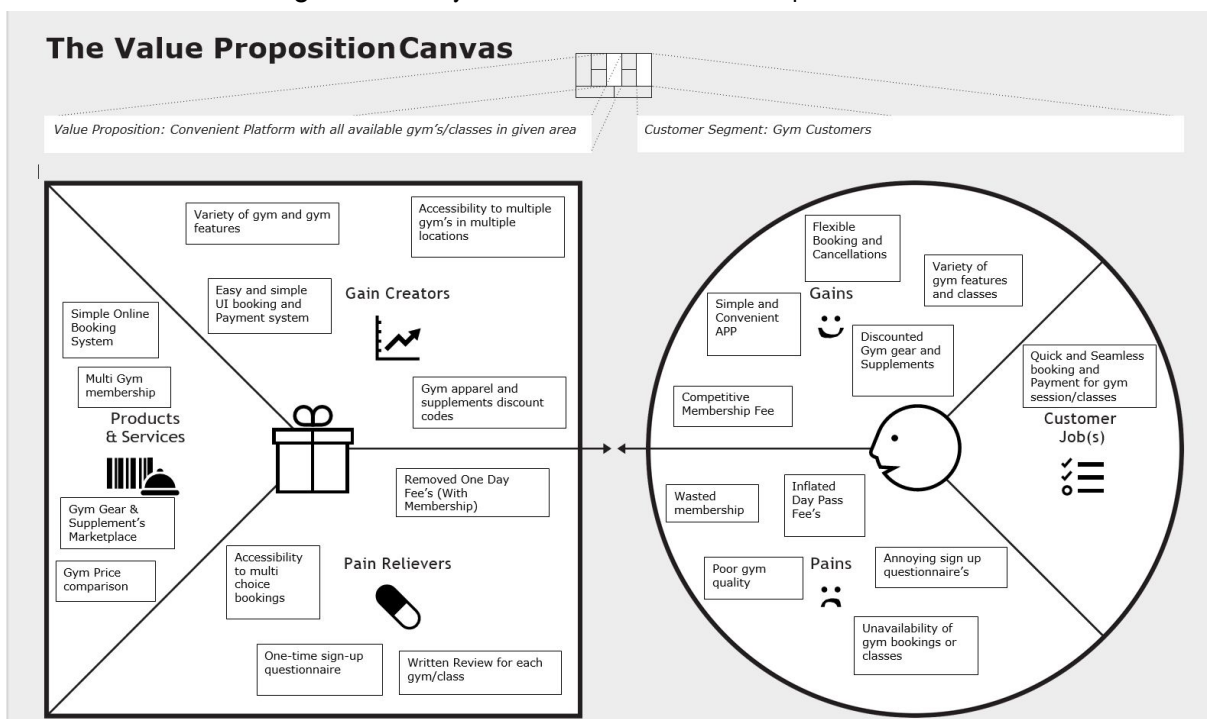 The Value Proposition Canvas
Value Proposition: Convenient Platform with all available gym's/classes in given area
Customer Segment: Gym Customers
Variety of gym and gym
features
Accessibility to multiple
gym's in multiple
locations
Easy and simple
UI booking and
Payment system
Gain Creators
Simple Online
Booking
System
Multi Gym
membership
Gym apparel and
supplements discount
codes
Products
& Services
Removed One Day
Fee's (With
Membership)
Gym Gear &
Supplement's
Marketplace
Gym Price
comparison
Accessibility
to multi
choice
bookings
Pain Relievers
One-time sign-up
questionnaire
Written Review for each
gym/class
Flexible
Booking and
Cancellations
Variety of
gym features
and classes
Gains
Simple and
Convenient
APP
Discounted
Gym gear and
Supplements
Competitive
Membership Fee
Quick and Seamless
booking and
Payment for gym
session/classes
Customer
Job(s)
Wasted
membership
Inflated
Day Pass
Fee's
Poor gym
quality
Pains
Annoying sign up
questionnaire's
Unavailability of
gym bookings or
classes